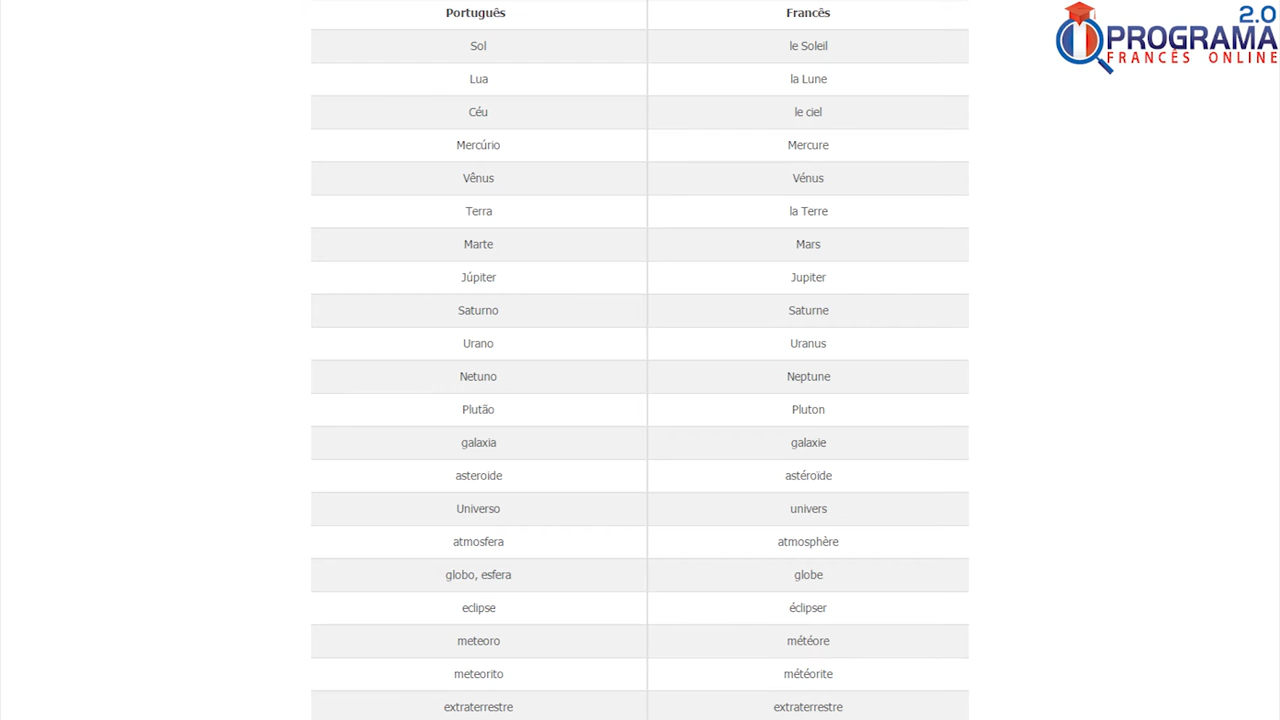 Português Francês
Sol le Soleil
Lua la Lune
Céu le ciel
Mercúrio Mercure
Vênus Vénus
Terra la Terre
Marte Mars
Júpiter Jupiter
Saturno Saturne
Urano Uranus
Netuno Neptune
Plutão Pluton
galaxia galaxie
asteroide astéroïde
Universo univers
atmosfera atmosphère
globo, esfera globe
eclipse éclipser
meteoro météore
meteorito météorite
extraterrestre extraterrestre
2.0
PROGRAMA
FRANCÊS ONLINE